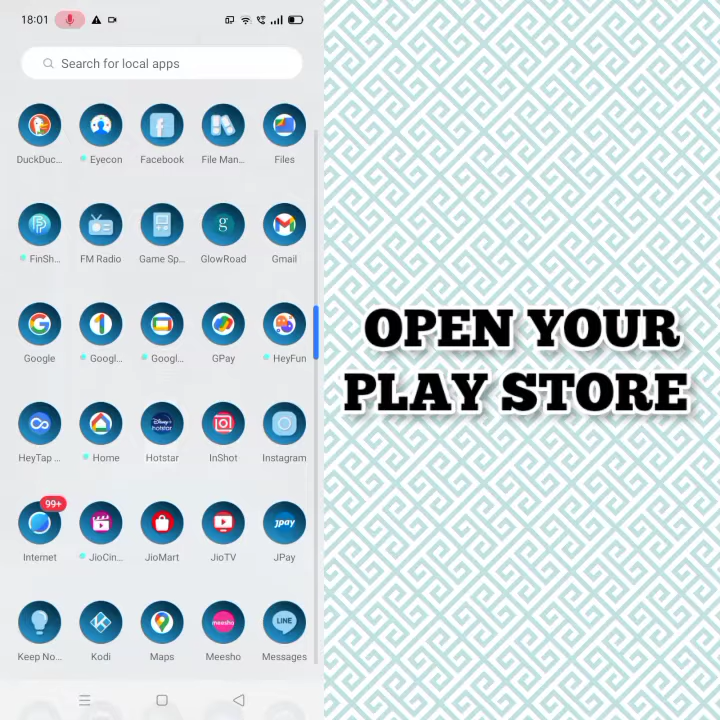 18:01
Search for local apps
DuckDuc...
Eyecon
Facebook
File Man...
Files
FinSh...
FM Radio
Game Sp...
GlowRoad
Gmail
Google
Googl...
Googl...
GPay
HeyFun
HeyTap ...
Home
Hotstar
InShot
Instagram
99+
Internet
JioCin...
JioMart
JioTV
JPay
Keep No...
Kodi
Maps
Meesho
Messages
OPEN YOUR
PLAY STORE